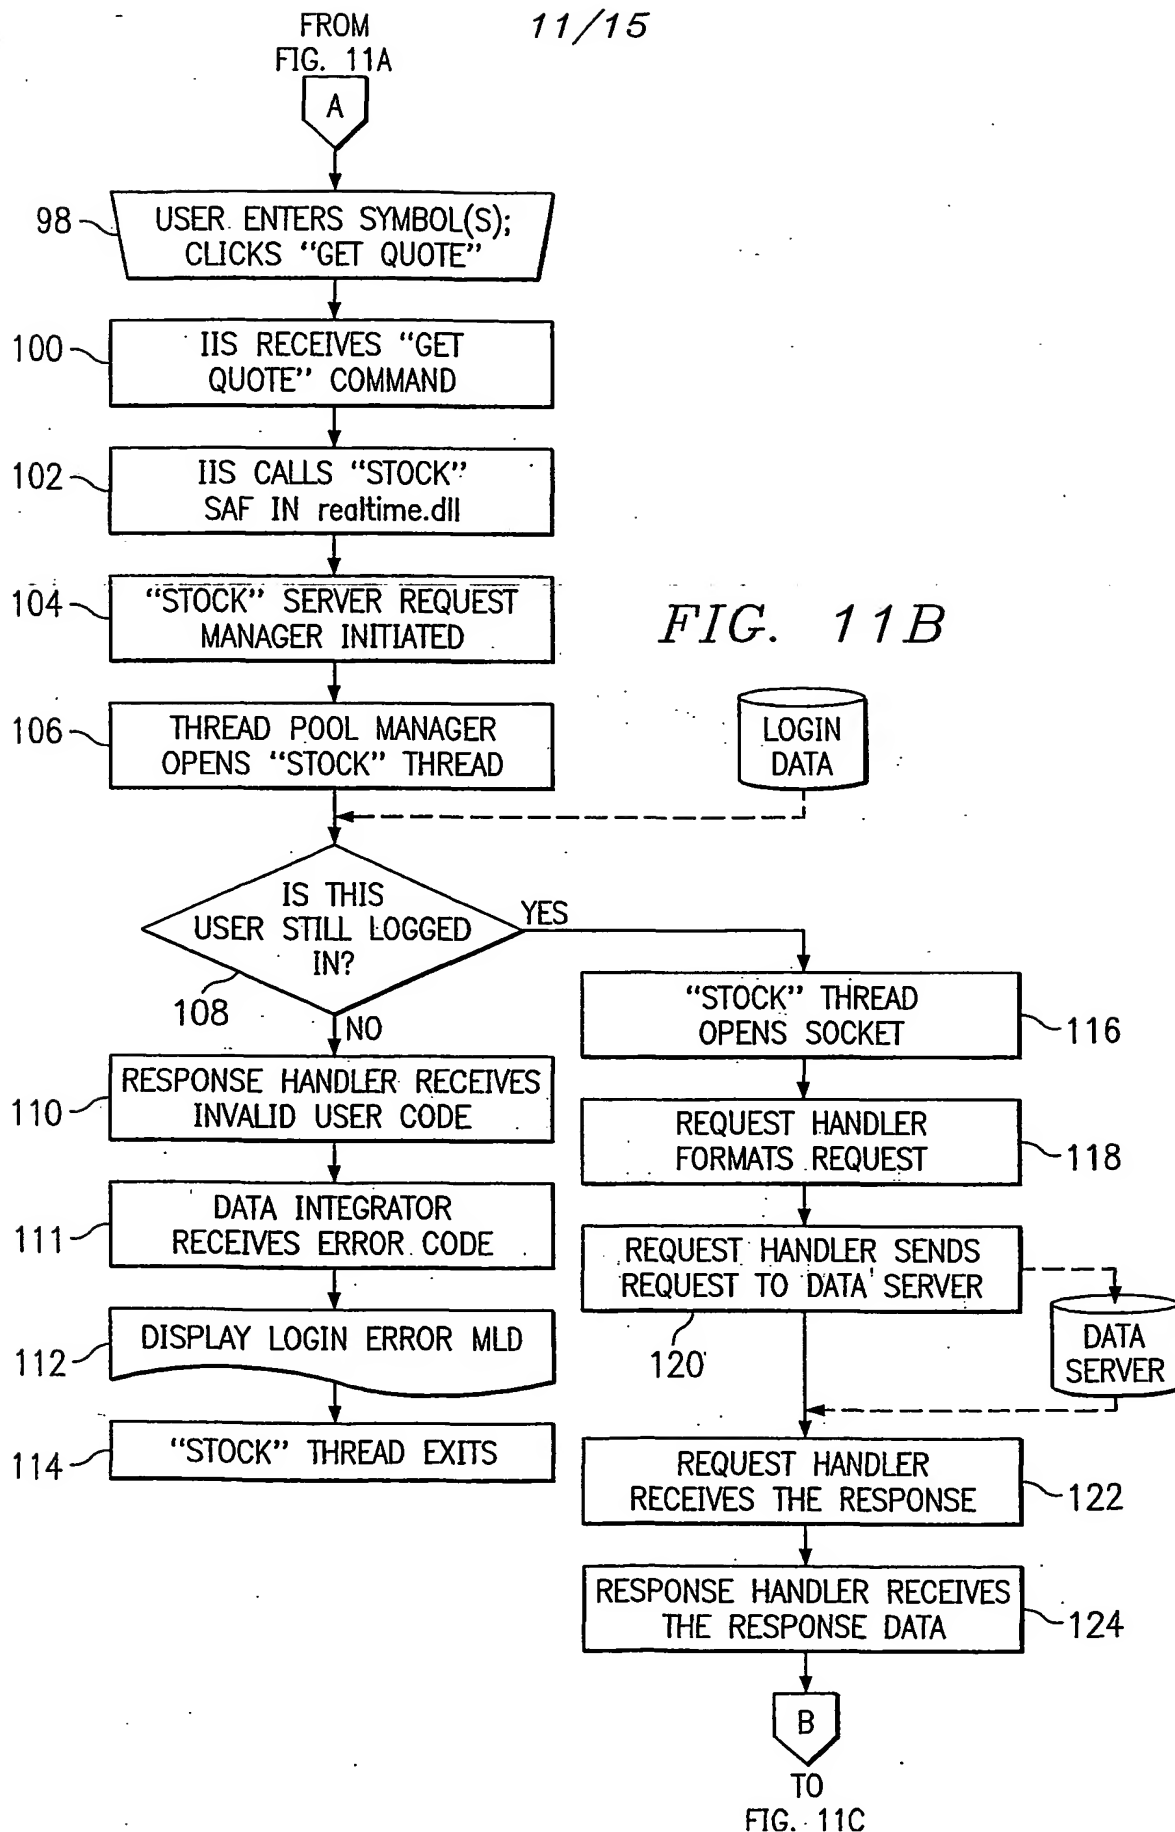 FROM
FIG. 11A
11/15
A
98
USER ENTERS SYMBOL(S);
CLICKS "GET QUOTE"
100
IIS RECEIVES "GET
QUOTE" COMMAND
102
IIS CALLS "STOCK"
SAF IN realtime.dll
104
"STOCK" SERVER REQUEST
MANAGER INITIATED
FIG. 11B
106
THREAD POOL MANAGER
OPENS "STOCK" THREAD
LOGIN
DATA
IS THIS
USER STILL LOGGED
IN?
108
YES
NO
110
RESPONSE HANDLER RECEIVES
INVALID USER CODE
111
DATA INTEGRATOR
RECEIVES ERROR CODE
112
DISPLAY LOGIN ERROR MLD
114
"STOCK" THREAD EXITS
"STOCK" THREAD
OPENS SOCKET
116
REQUEST HANDLER
FORMATS REQUEST
118
REQUEST HANDLER SENDS
REQUEST TO DATA SERVER
120
DATA
SERVER
REQUEST HANDLER
RECEIVES THE RESPONSE
122
RESPONSE HANDLER RECEIVES
THE RESPONSE DATA
124
B
TO
FIG. 11C